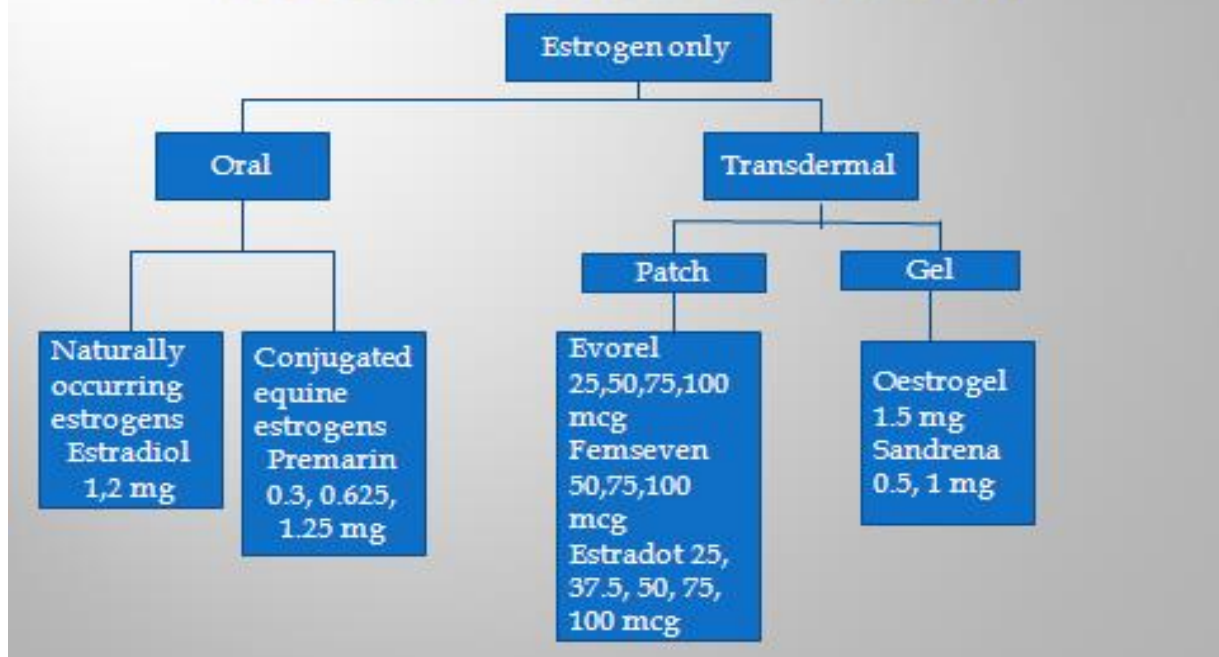 Estrogen only
Oral
Transdermal
Patch
Gel
Naturally
occurring
estrogens
Estradiol
1,2 mg
Conjugated
equine
estrogens
Premarin
0.3, 0.625,
1.25 mg
Evorel
25,50,75,100
mcg
Femseven
50,75,100
mcg
Estradot 25,
37.5, 50, 75,
100 mcg
Oestrogel
1.5 mg
Sandrena
0.5, 1 mg